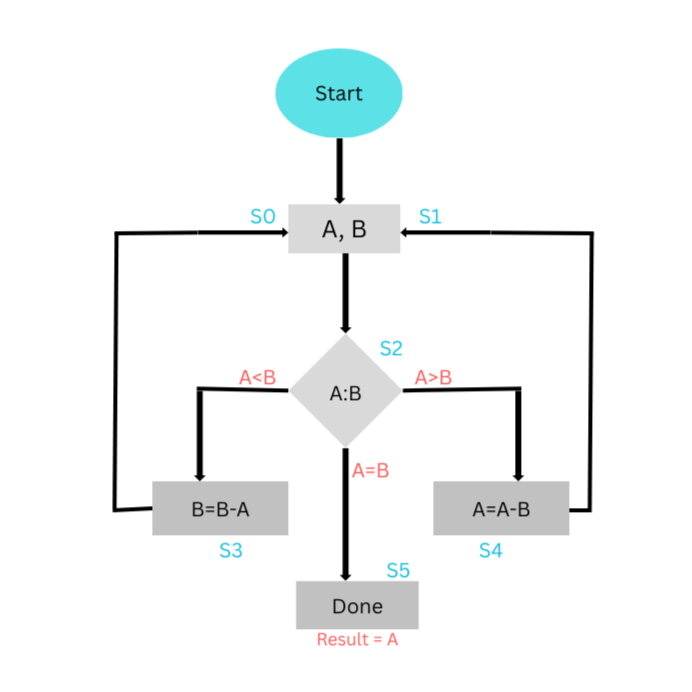 Start
S0
S1
A, B
S2
A<B
A>B
A:B
A=B
B=B-A
A=A-B
S3
S4
S5
Done
Result = A